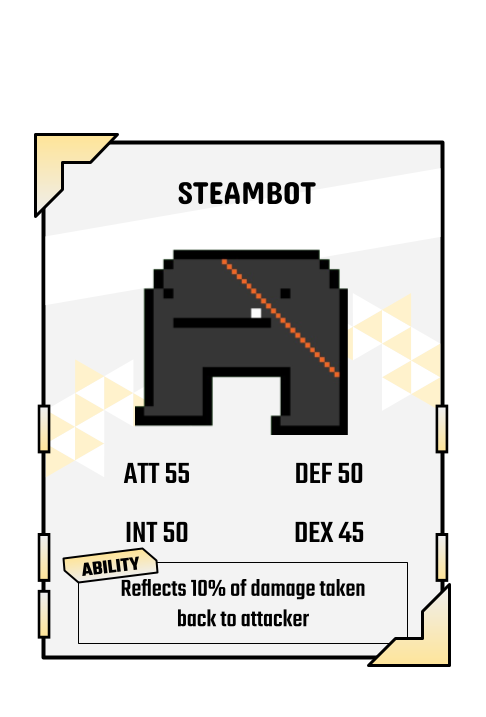 STEAMBOT
ATT 55 DEF 50
INT 50 DEX 45
ABILITY
Reflects 10% of damage taken
back to attacker